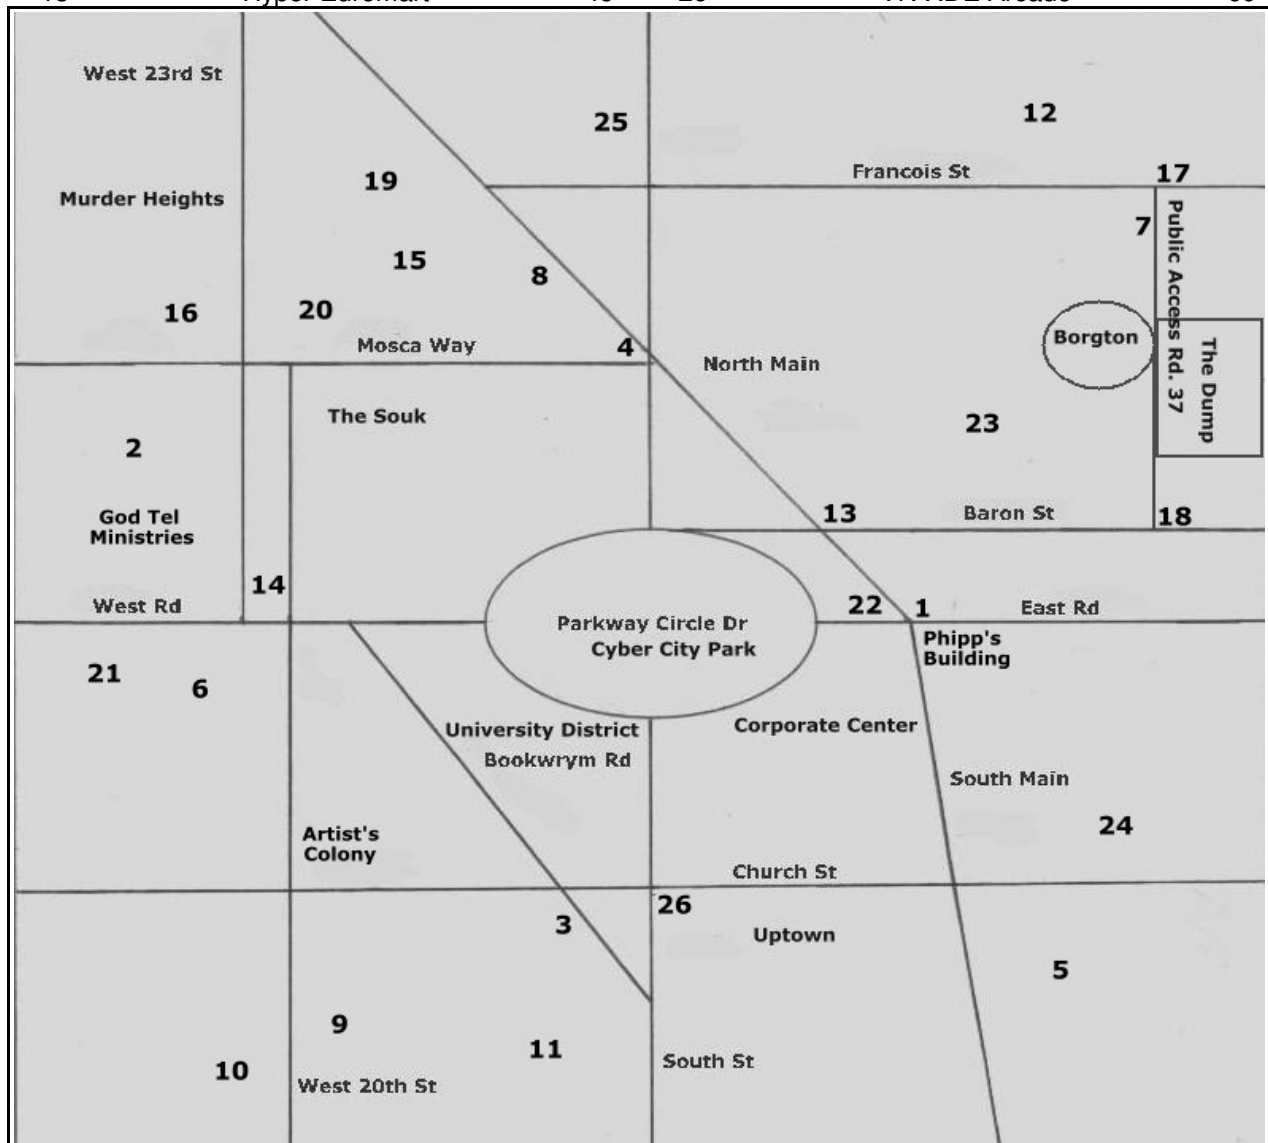 West 23rd St
25
12
Francois St
17
19
Murder Heights
Public Access Rd. 37
7
15
8
16
20
Mosca Way
4
Borgton
The Dump
North Main
The Souk
23
2
God Tel
Ministries
13
Baron St
18
14
West Rd
22
1
East Rd
Parkway Circle Dr
Cyber City Park
Phipp's
Building
21
6
University District
Bookwrym Rd
Corporate Center
South Main
24
Artist's
Colony
Church St
26
3
Uptown
5
9
11
10
West 20th St
South St